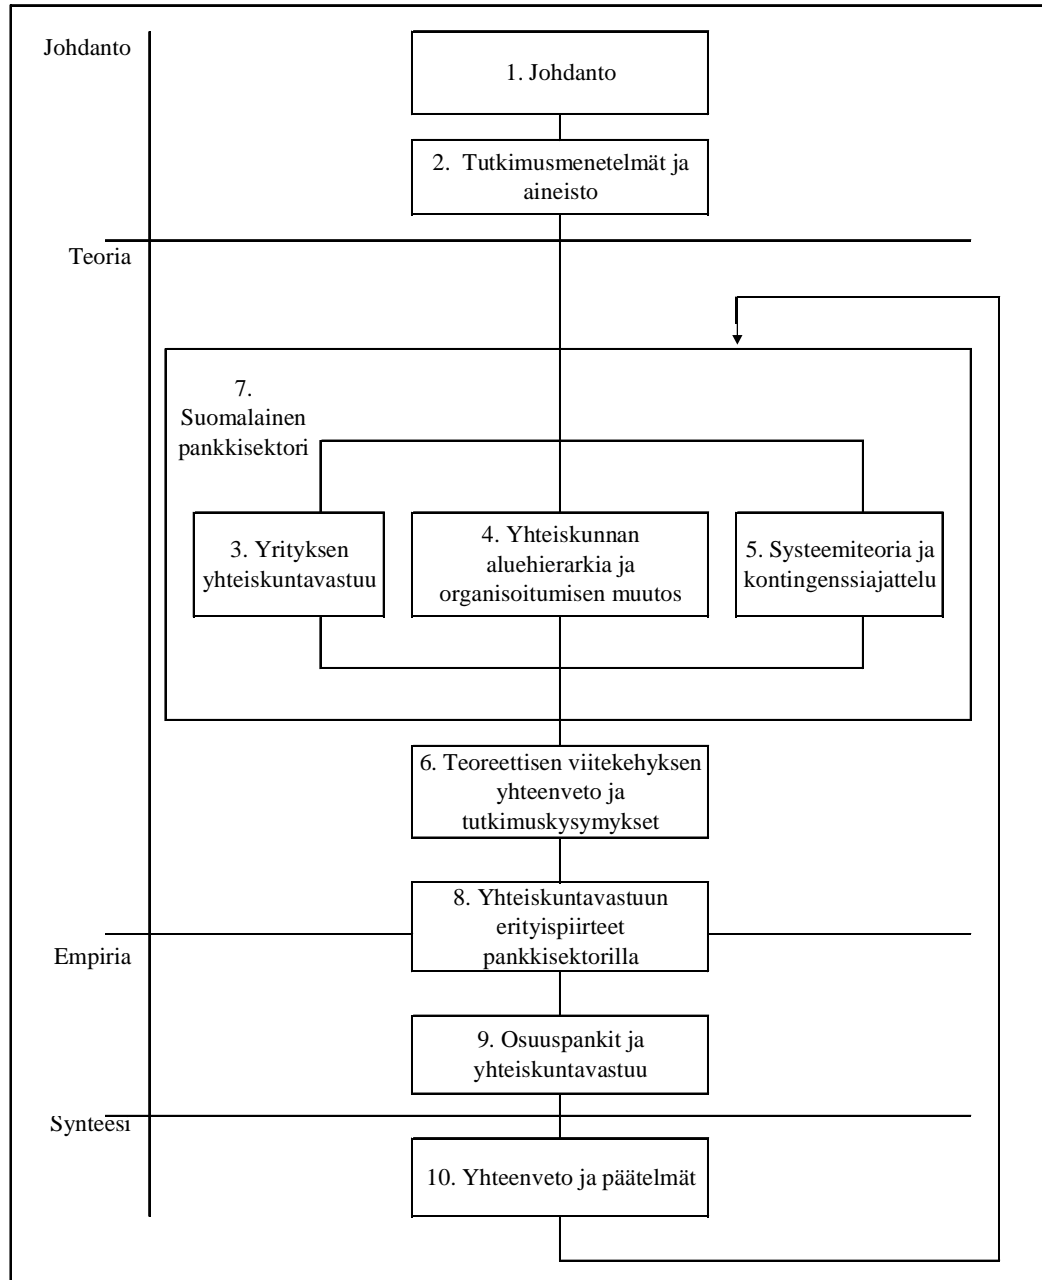 Johdanto
1. Johdanto
2. Tutkimusmenetelmät ja
aineisto
Teoria
7.
Suomalainen
pankkisektori
3. Yrityksen
yhteiskuntavastuu
4. Yhteiskunnan
aluehierarkia ja
organisoitumisen muutos
5. Systeemiteoria ja
kontingenssiajattelu
6. Teoreettisen viitekehyksen
yhteenveto ja
tutkimuskysymykset
8. Yhteiskuntavastuun
erityispiirteet
pankkisektorilla
Empiria
9. Osuuspankit ja
yhteiskuntavastuu
Synteesi
10. Yhteenveto ja päätelmät